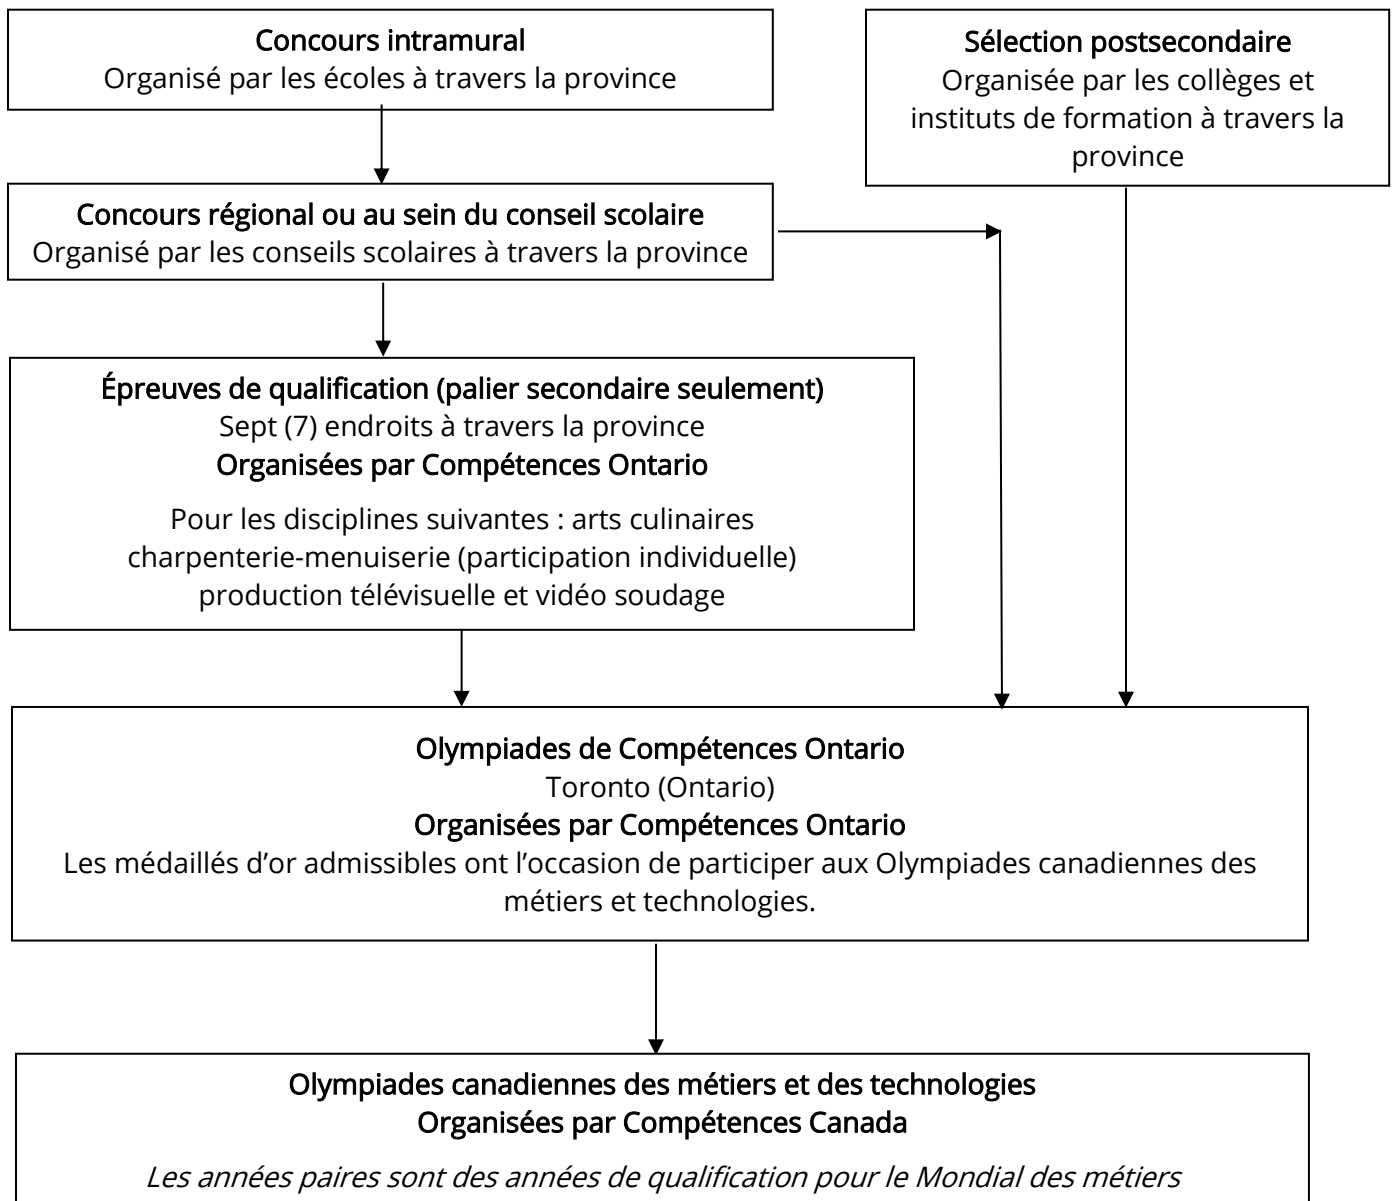 Concours intramural
Organisé par les écoles à travers la province
Sélection postsecondaire
Organisée par les collèges et
instituts de formation à travers la
province
Concours régional ou au sein du conseil scolaire
Organisé par les conseils scolaires à travers la province
Épreuves de qualification (palier secondaire seulement)
Sept (7) endroits à travers la province
Organisées par Compétences Ontario
Pour les disciplines suivantes : arts culinaires
charpenterie-menuiserie (participation individuelle)
production télévisuelle et vidéo soudage
Olympiades de Compétences Ontario
Toronto (Ontario)
Organisées par Compétences Ontario
Les médaillés d’or admissibles ont l’occasion de participer aux Olympiades canadiennes des
métiers et technologies.
Olympiades canadiennes des métiers et des technologies
Organisées par Compétences Canada
Les années paires sont des années de qualification pour le Mondial des métiers